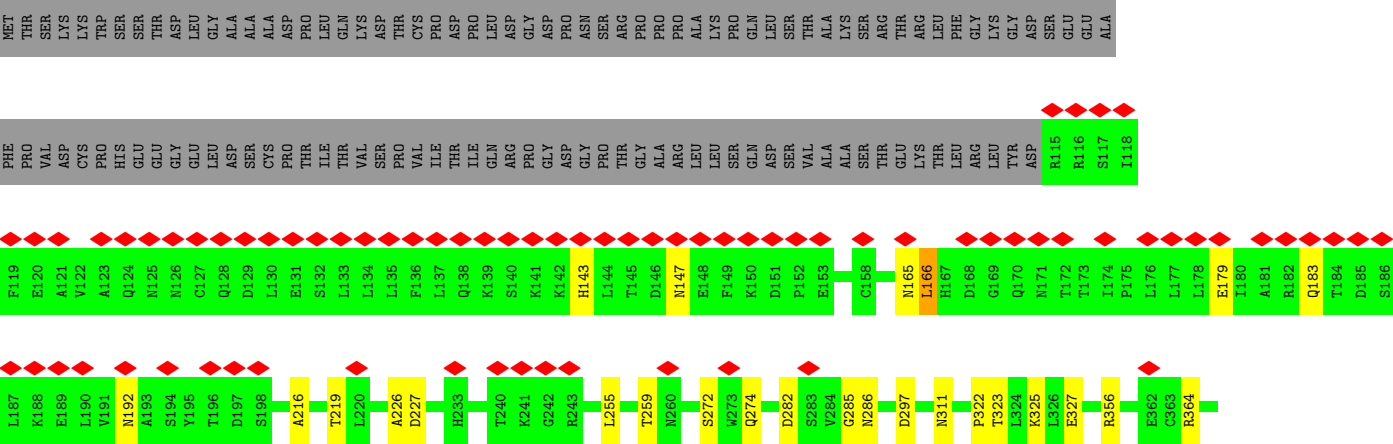 MET THR SER LYS LYS TRP SER SER THR ASP LEU GLY ALA ALA ALA ASP PRO LEU GLN LYS ASP THR CYS PRO ASP PRO LEU ASP GLY ASP PRO ASN SER ARG PRO PRO PRO ALA LYS PRO GLN LEU SER THR ALA LYS SER ARG THR ARG LEU PHE GLY LYS GLY ASP SER GLU GLU ALA
PHE PRO VAL ASP CYS PRO HIS GLU GLU GLY GLU LEU ASP SER CYS PRO THR ILE THR VAL SER PRO VAL ILE THR ILE GLN ARG PRO GLY ASP GLY PRO THR GLY ALA ARG LEU LEU SER GLN ASP SER VAL ALA ALA SER THR GLU LYS THR LEU ARG LEU TYR ASP R115 R116 S117 I118
F119 E120 A121 V122 A123 Q124 N125 N126 C127 Q128 D129 L130 E131 S132 L133 L134 L135 F136 L137 Q138 K139 S140 K141 K142 H143 L144 T145 D146 N147 E148 F149 K150 D151 P152 E153 C158 N165 L166 H167 D168 G169 Q170 N171 T172 T173 I174 P175 L176 L177 L178 E179 I180 A181 R182 Q183 T184 D185 S186
L187 K188 E189 L190 V191 N192 A193 S194 Y195 T196 D197 S198 A216 T219 L220 A226 D227 H233 T240 K241 G242 R243 L255 T259 N260 S272 W273 Q274 D282 S283 V284 G285 N286 D297 N311 P322 T323 L324 K325 L326 E327 R356 E362 C363 R364